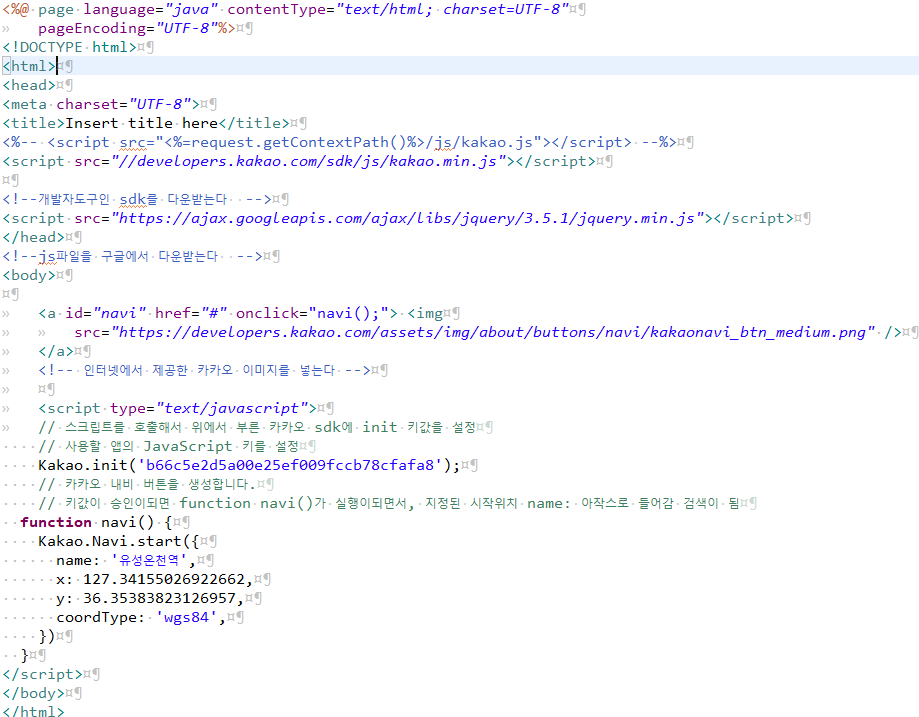 <%@ page language="java" contentType="text/html; charset=UTF-8"
pageEncoding="UTF-8"%>
<!DOCTYPE html>
<html>
<head>
<meta charset="UTF-8">
<title>Insert title here</title>
<%-- <script src="<%=request.getContextPath()%>/js/kakao.js"></script> --%>
<script src="//developers.kakao.com/sdk/js/kakao.min.js"></script>

<!--개발자도구인 sdk를 다운받는다  -->
<script src="https://ajax.googleapis.com/ajax/libs/jquery/3.5.1/jquery.min.js"></script>
</head>
<!--js파일을 구글에서 다운받는다  -->
<body>

    <a id="navi" href="#" onclick="navi();"> <img
        src="https://developers.kakao.com/assets/img/about/buttons/navi/kakaonavi_btn_medium.png" />
    </a>
    <!-- 인터넷에서 제공한 카카오 이미지를 넣는다 -->

    <script type="text/javascript">
    // 스크립트를 호출해서 위에서 부른 카카오 sdk에 init 키값을 설정
    // 사용할 앱의 JavaScript 키를 설정
    Kakao.init('b66c5e2d5a00e25ef009fccb78cfafa8');
    // 카카오 내비 버튼을 생성합니다.
    // 키값이 승인이되면 function navi()가 실행이되면서, 지정된 시작위치 name: 아작스로 들어감 검색이 됨
  function navi() {
    Kakao.Navi.start({
      name: '유성온천역',
      x: 127.34155026922662,
      y: 36.35383823126957,
      coordType: 'wgs84',
    })
  }
</script>
</body>
</html>